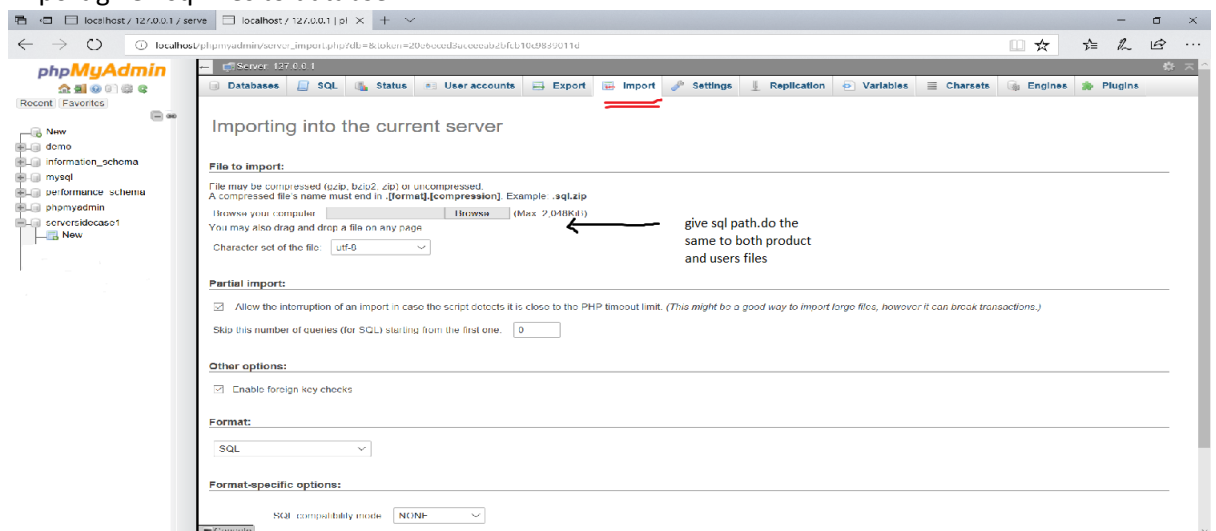 localhost / 127.0.0.1 / serve
localhost / 127.0.0.1 | pl
localhost/phpmyadmin/server_import.php?db=&token=
phpMyAdmin
Recent Favorites
New
demo
information_schema
mysql
performance_schema
phpmyadmin
serversidecase1
New
Server 127.0.0.1
Databases SQL Status User accounts Export Import Settings Replication Variables Charsets Engines Plugins
Importing into the current server
File to import:
File may be compressed (gzip, bzip2, zip) or uncompressed.
A compressed file's name must end in .[format].[compression]. Example: .sql.zip
Browse your computer: Browse (Max: 2,048KiB)
You may also drag and drop a file on any page
Character set of the file: utf-8
give sql path.do the
same to both product
and users files
Partial import:
Allow the interruption of an import in case the script detects it is close to the PHP timeout limit. (This might be a good way to import large files, however it can break transactions.)
Skip this number of queries (for SQL) starting from the first one: 0
Other options:
Enable foreign key checks
Format:
SQL
Format-specific options:
SQL compatibility mode: NONE
Console